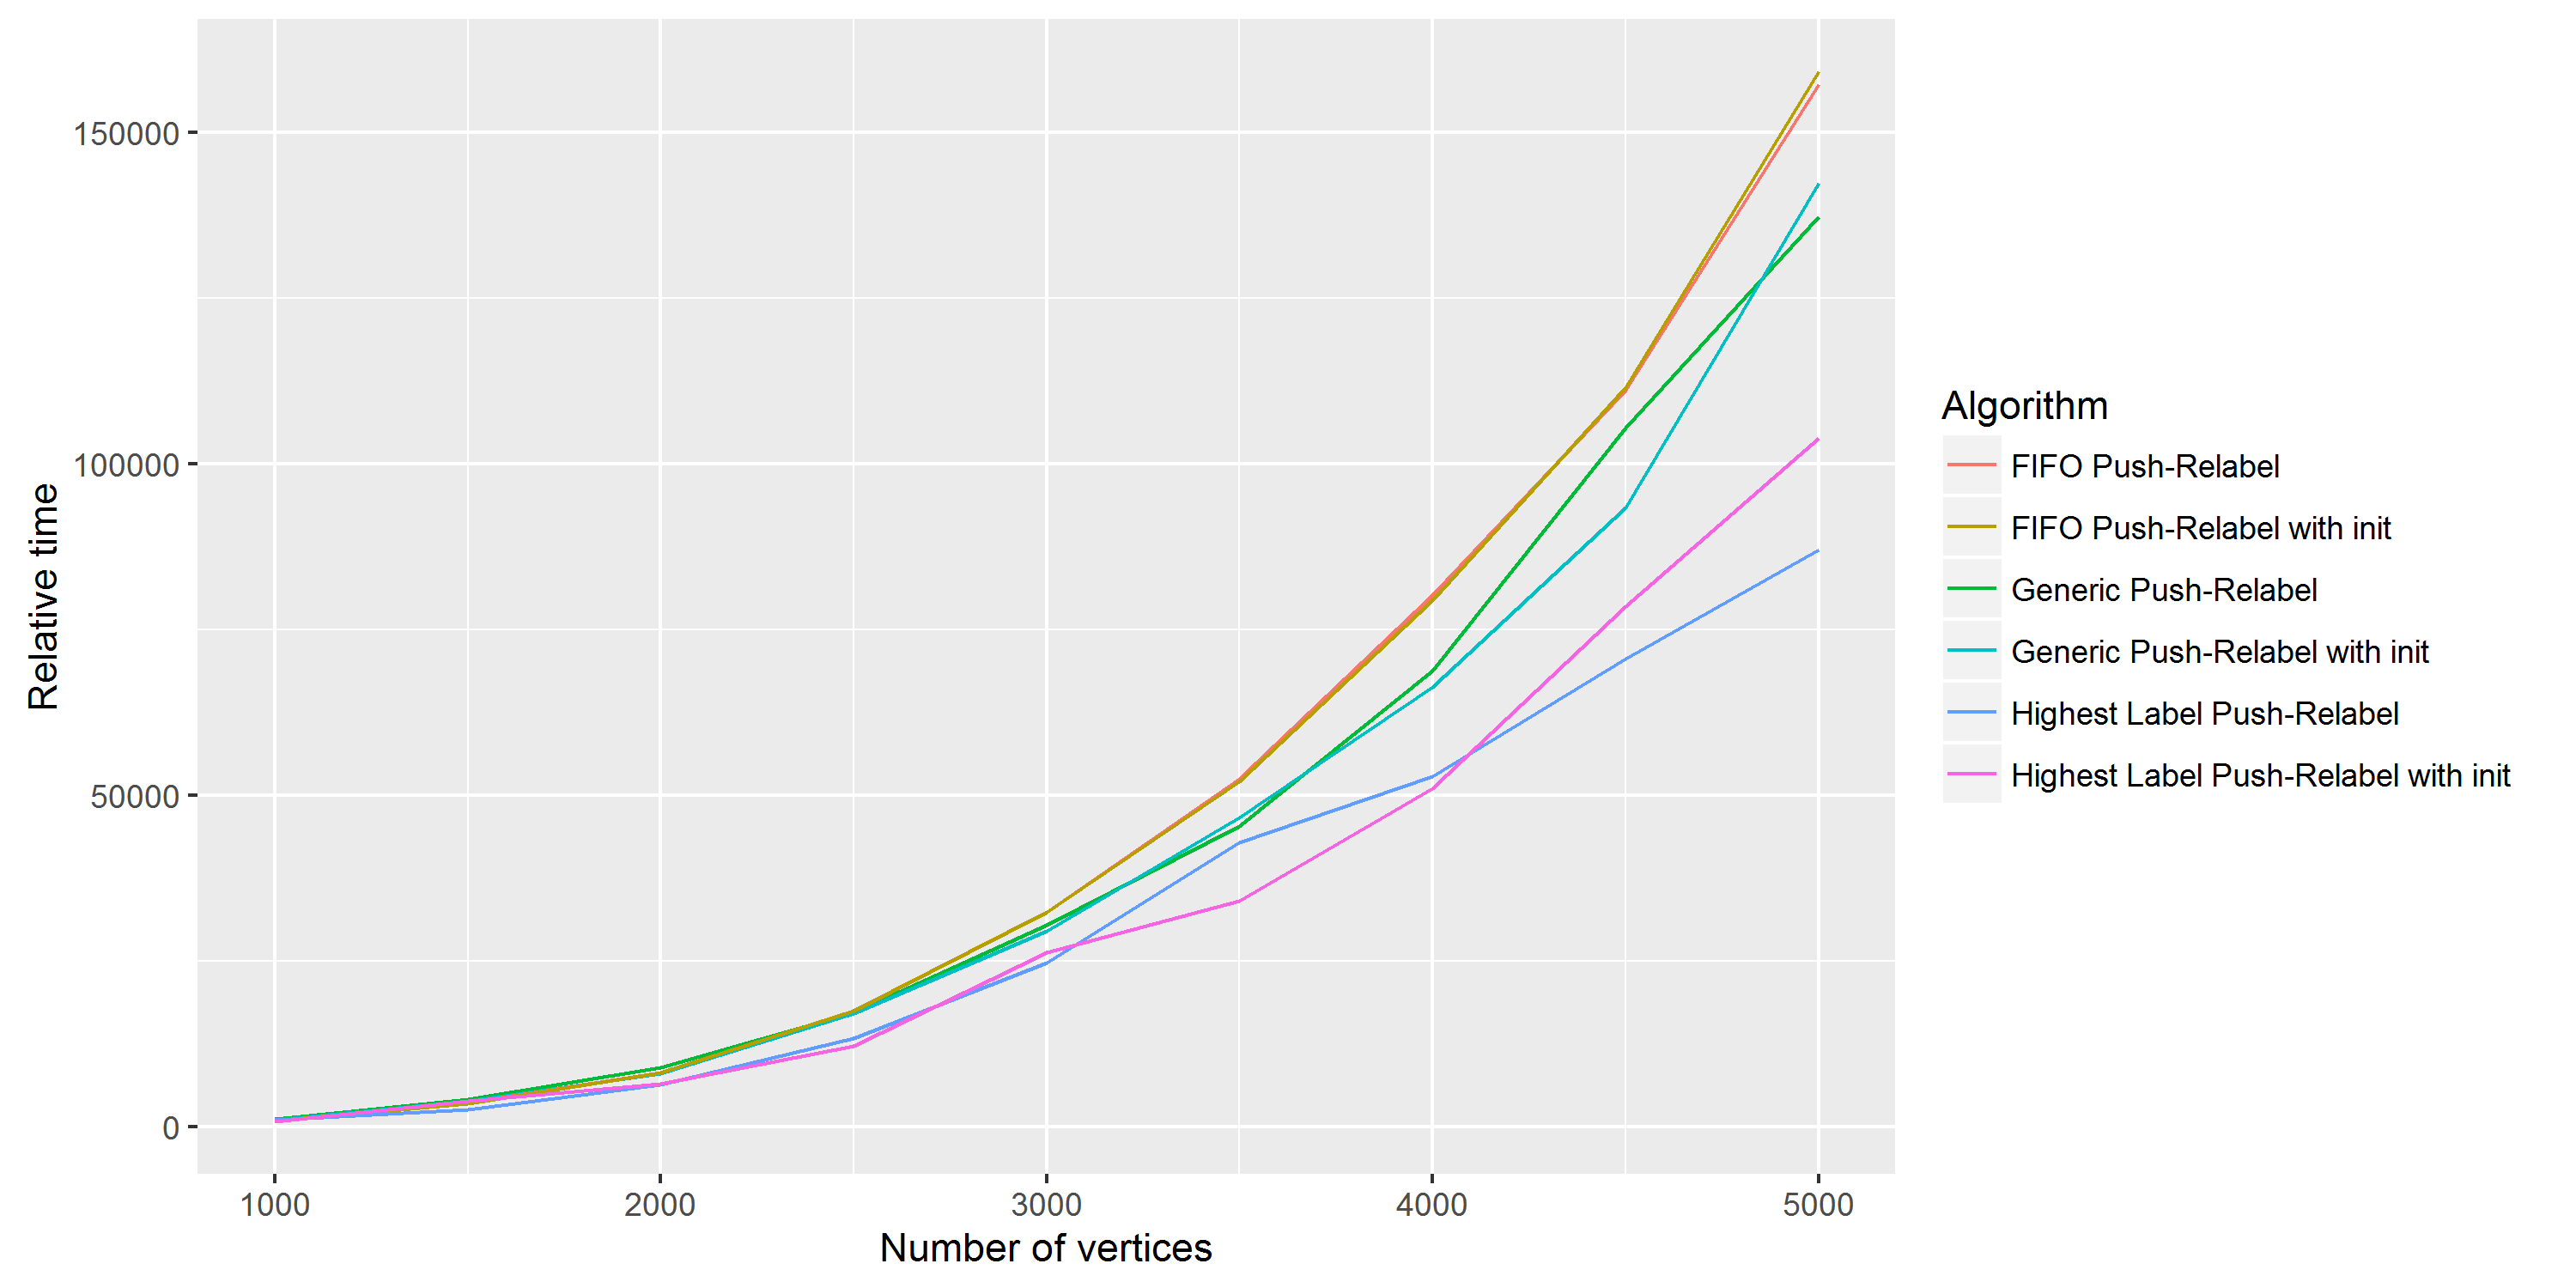 150000
100000
50000
0
Relative time
1000 2000 3000 4000 5000
Number of vertices
Algorithm
FIFO Push-Relabel
FIFO Push-Relabel with init
Generic Push-Relabel
Generic Push-Relabel with init
Highest Label Push-Relabel
Highest Label Push-Relabel with init